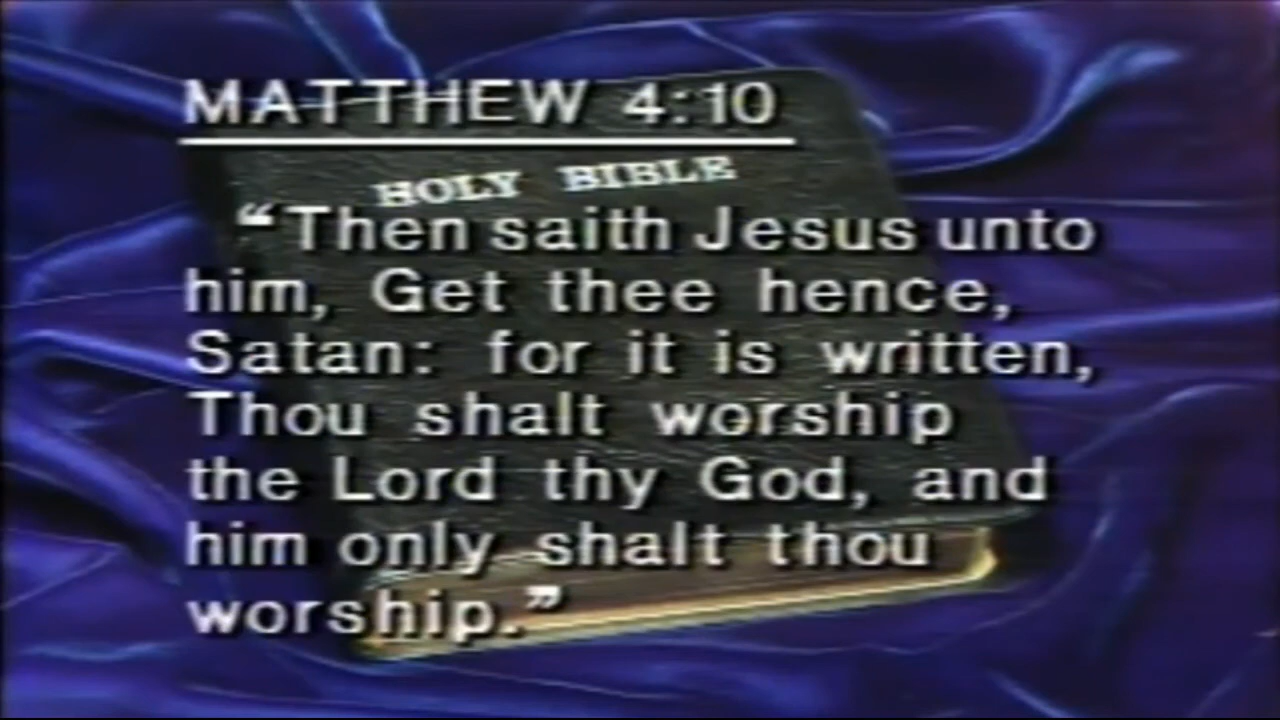 MATTHEW 4:10
HOLY BIBLE
“Then saith Jesus unto
him, Get thee hence,
Satan: for it is written,
Thou shalt worship
the Lord thy God, and
him only shalt thou
worship.”